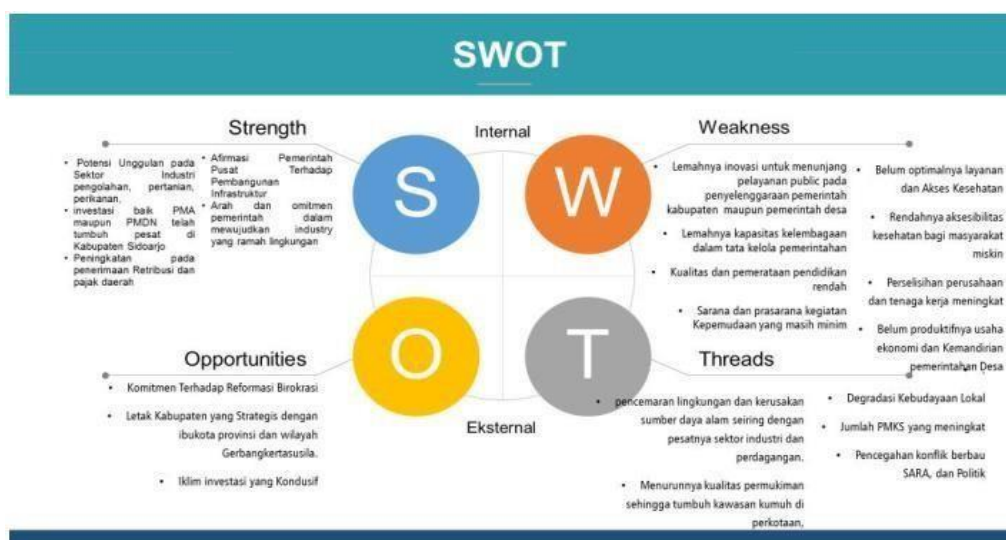 SWOT
Strength
• Potensi Unggulan pada
Sektor Industri
pengolahan, pertanian,
perikanan.
• investasi baik PMA
maupun PMDN telah
tumbuh pesat di
Kabupaten Sidoarjo
• Peningkatan pada
penerimaan Retribusi dan
pajak daerah
• Afirmasi Pemerintah
Pusat Terhadap
Pembangunan
Infrastruktur
• Arah dan omitmen
pemerintah dalam
mewujudkan industry
yang ramah lingkungan
S
Internal
W
Weakness
• Lemahnya inovasi untuk menunjang
pelayanan public pada
penyelenggaraan pemerintah
kabupaten maupun pemerintah desa
• Lemahnya kapasitas kelembagaan
dalam tata kelola pemerintahan
• Kualitas dan pemerataan pendidikan
rendah
• Sarana dan prasarana kegiatan
Kepemudaan yang masih minim
• Belum optimalnya layanan
dan Akses Kesehatan
• Rendahnya aksesibilitas
kesehatan bagi masyarakat
miskin
• Perselisihan perusahaan
dan tenaga kerja meningkat
• Belum produktifnya usaha
ekonomi dan Kemandirian
pemerintahan Desa
Opportunities
• Komitmen Terhadap Reformasi Birokrasi
• Letak Kabupaten yang Strategis dengan
ibukota provinsi dan wilayah
Gerbangkertasusila.
• Iklim investasi yang Kondusif
O
Eksternal
T
Threads
• pencemaran lingkungan dan kerusakan
sumber daya alam seiring dengan
pesatnya sektor industri dan
perdagangan.
• Menurunnya kualitas permukiman
sehingga tumbuh kawasan kumuh di
perkotaan,
• Degradasi Kebudayaan Lokal
• Jumlah PMKS yang meningkat
• Pencegahan konflik berbau
SARA, dan Politik